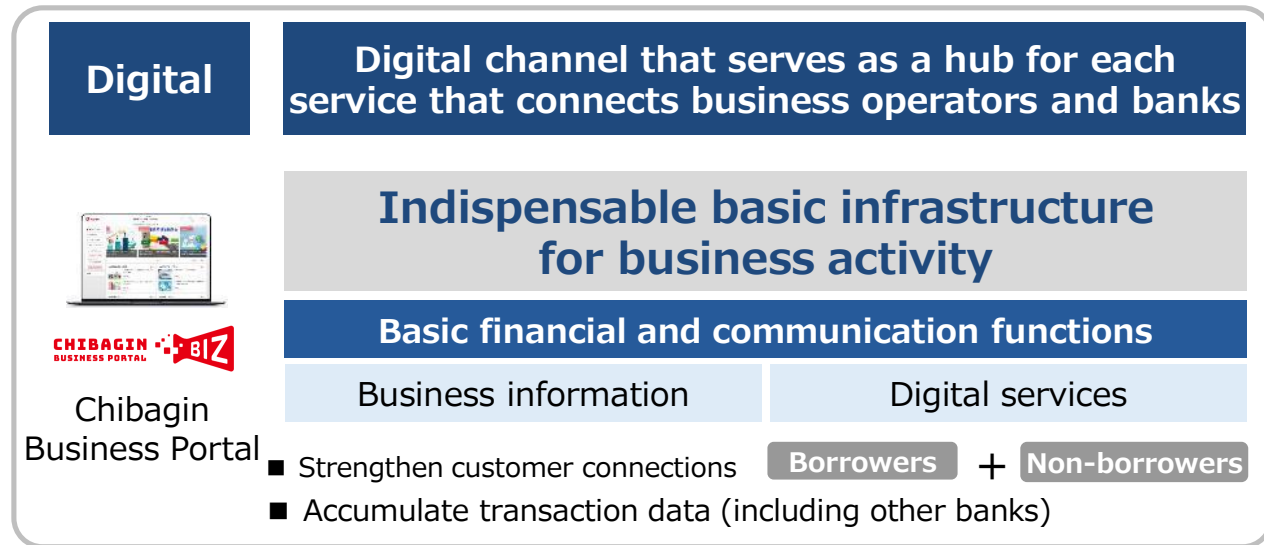 Digital
Digital channel that serves as a hub for each
service that connects business operators and banks
Indispensable basic infrastructure
for business activity
CHIBAGIN
BUSINESS PORTAL
BIZ
Chibagin
Business Portal
Basic financial and communication functions
Business information
Digital services
■ Strengthen customer connections Borrowers + Non-borrowers
■ Accumulate transaction data (including other banks)